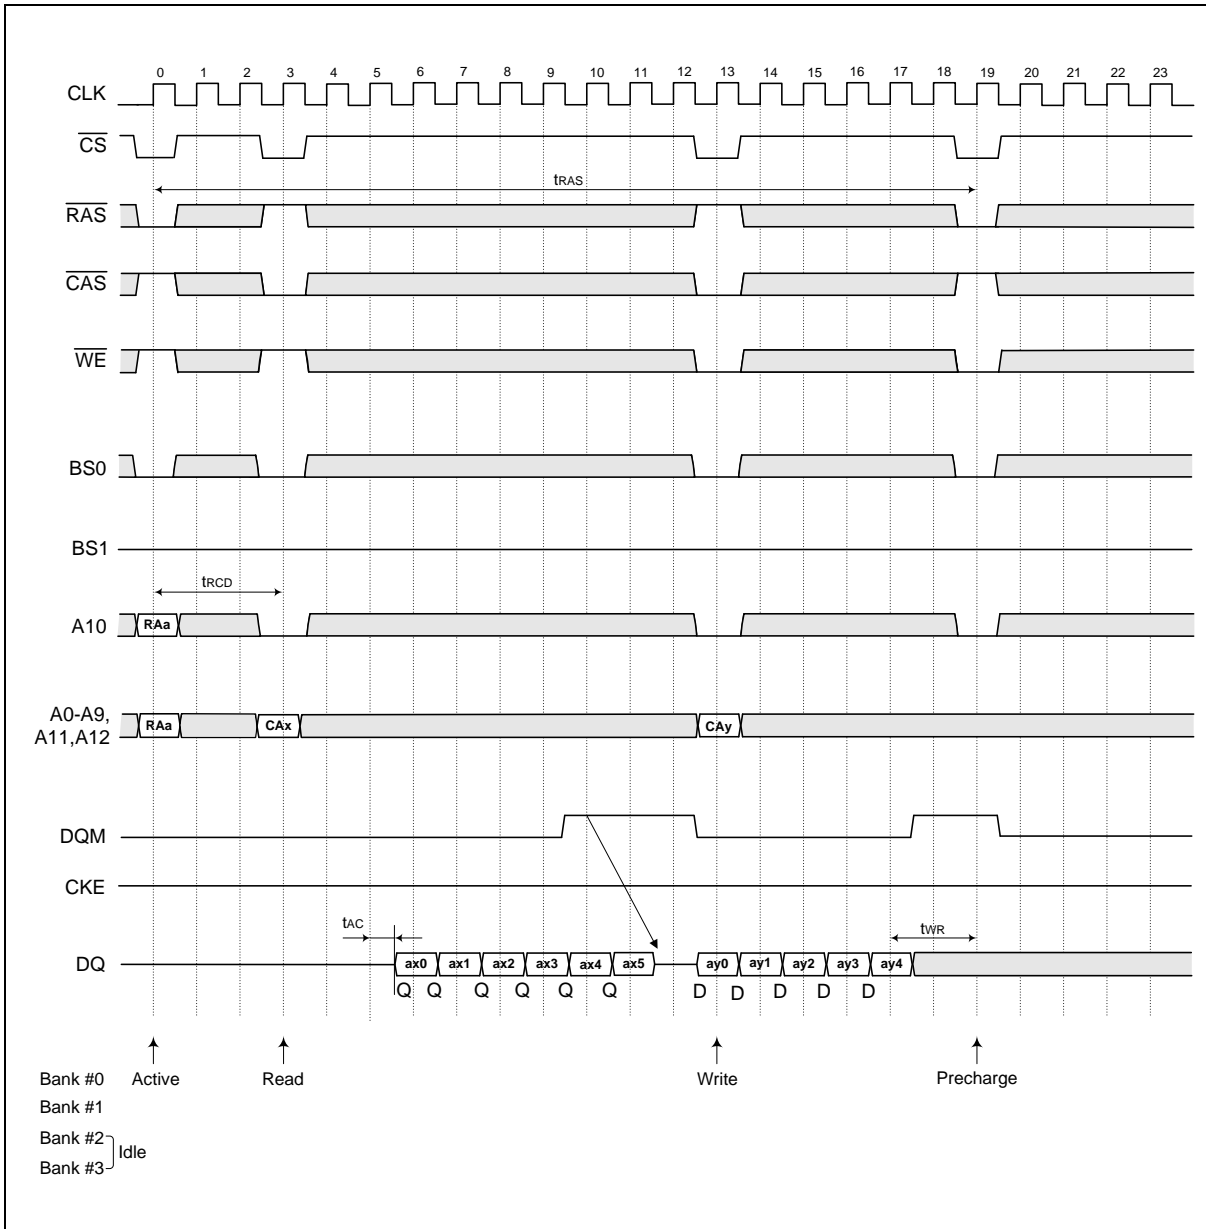 0 1 2 3 4 5 6 7 8 9 10 11 12 13 14 15 16 17 18 19 20 21 22 23
CLK
CS
tRAS
RAS
CAS
WE
BS0
BS1
tRCD
A10 RAa
A0-A9,
A11,A12
RAa CAx CAy
DQM
CKE
tAC tWR
DQ ax0 ax1 ax2 ax3 ax4 ax5 ay0 ay1 ay2 ay3 ay4
Q Q Q Q Q Q D D D D D
Bank #0 Active Read Write Precharge
Bank #1
Bank #2
Idle
Bank #3